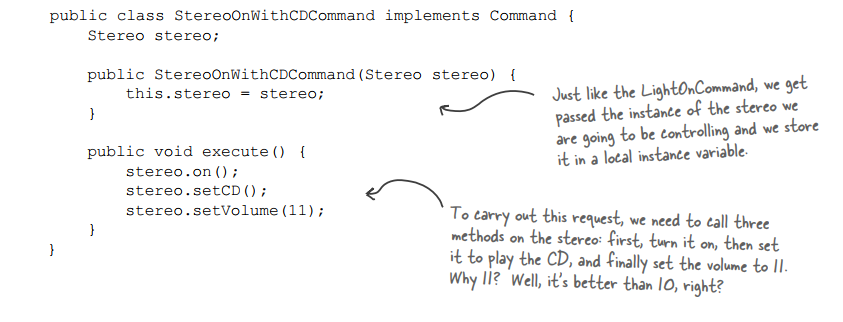 public class StereoOnWithCDCommand implements Command {
Stereo stereo;
public StereoOnWithCDCommand(Stereo stereo) {
this.stereo = stereo;
}
Just like the LightOnCommand, we get
passed the instance of the stereo we
are going to be controlling and we store
it in a local instance variable.
public void execute() {
stereo.on();
stereo.setCD();
stereo.setVolume(11);
}
}
To carry out this request, we need to call three
methods on the stereo: first, turn it on, then set
it to play the CD, and finally set the volume to 11.
Why 11? Well, it's better than 10, right?